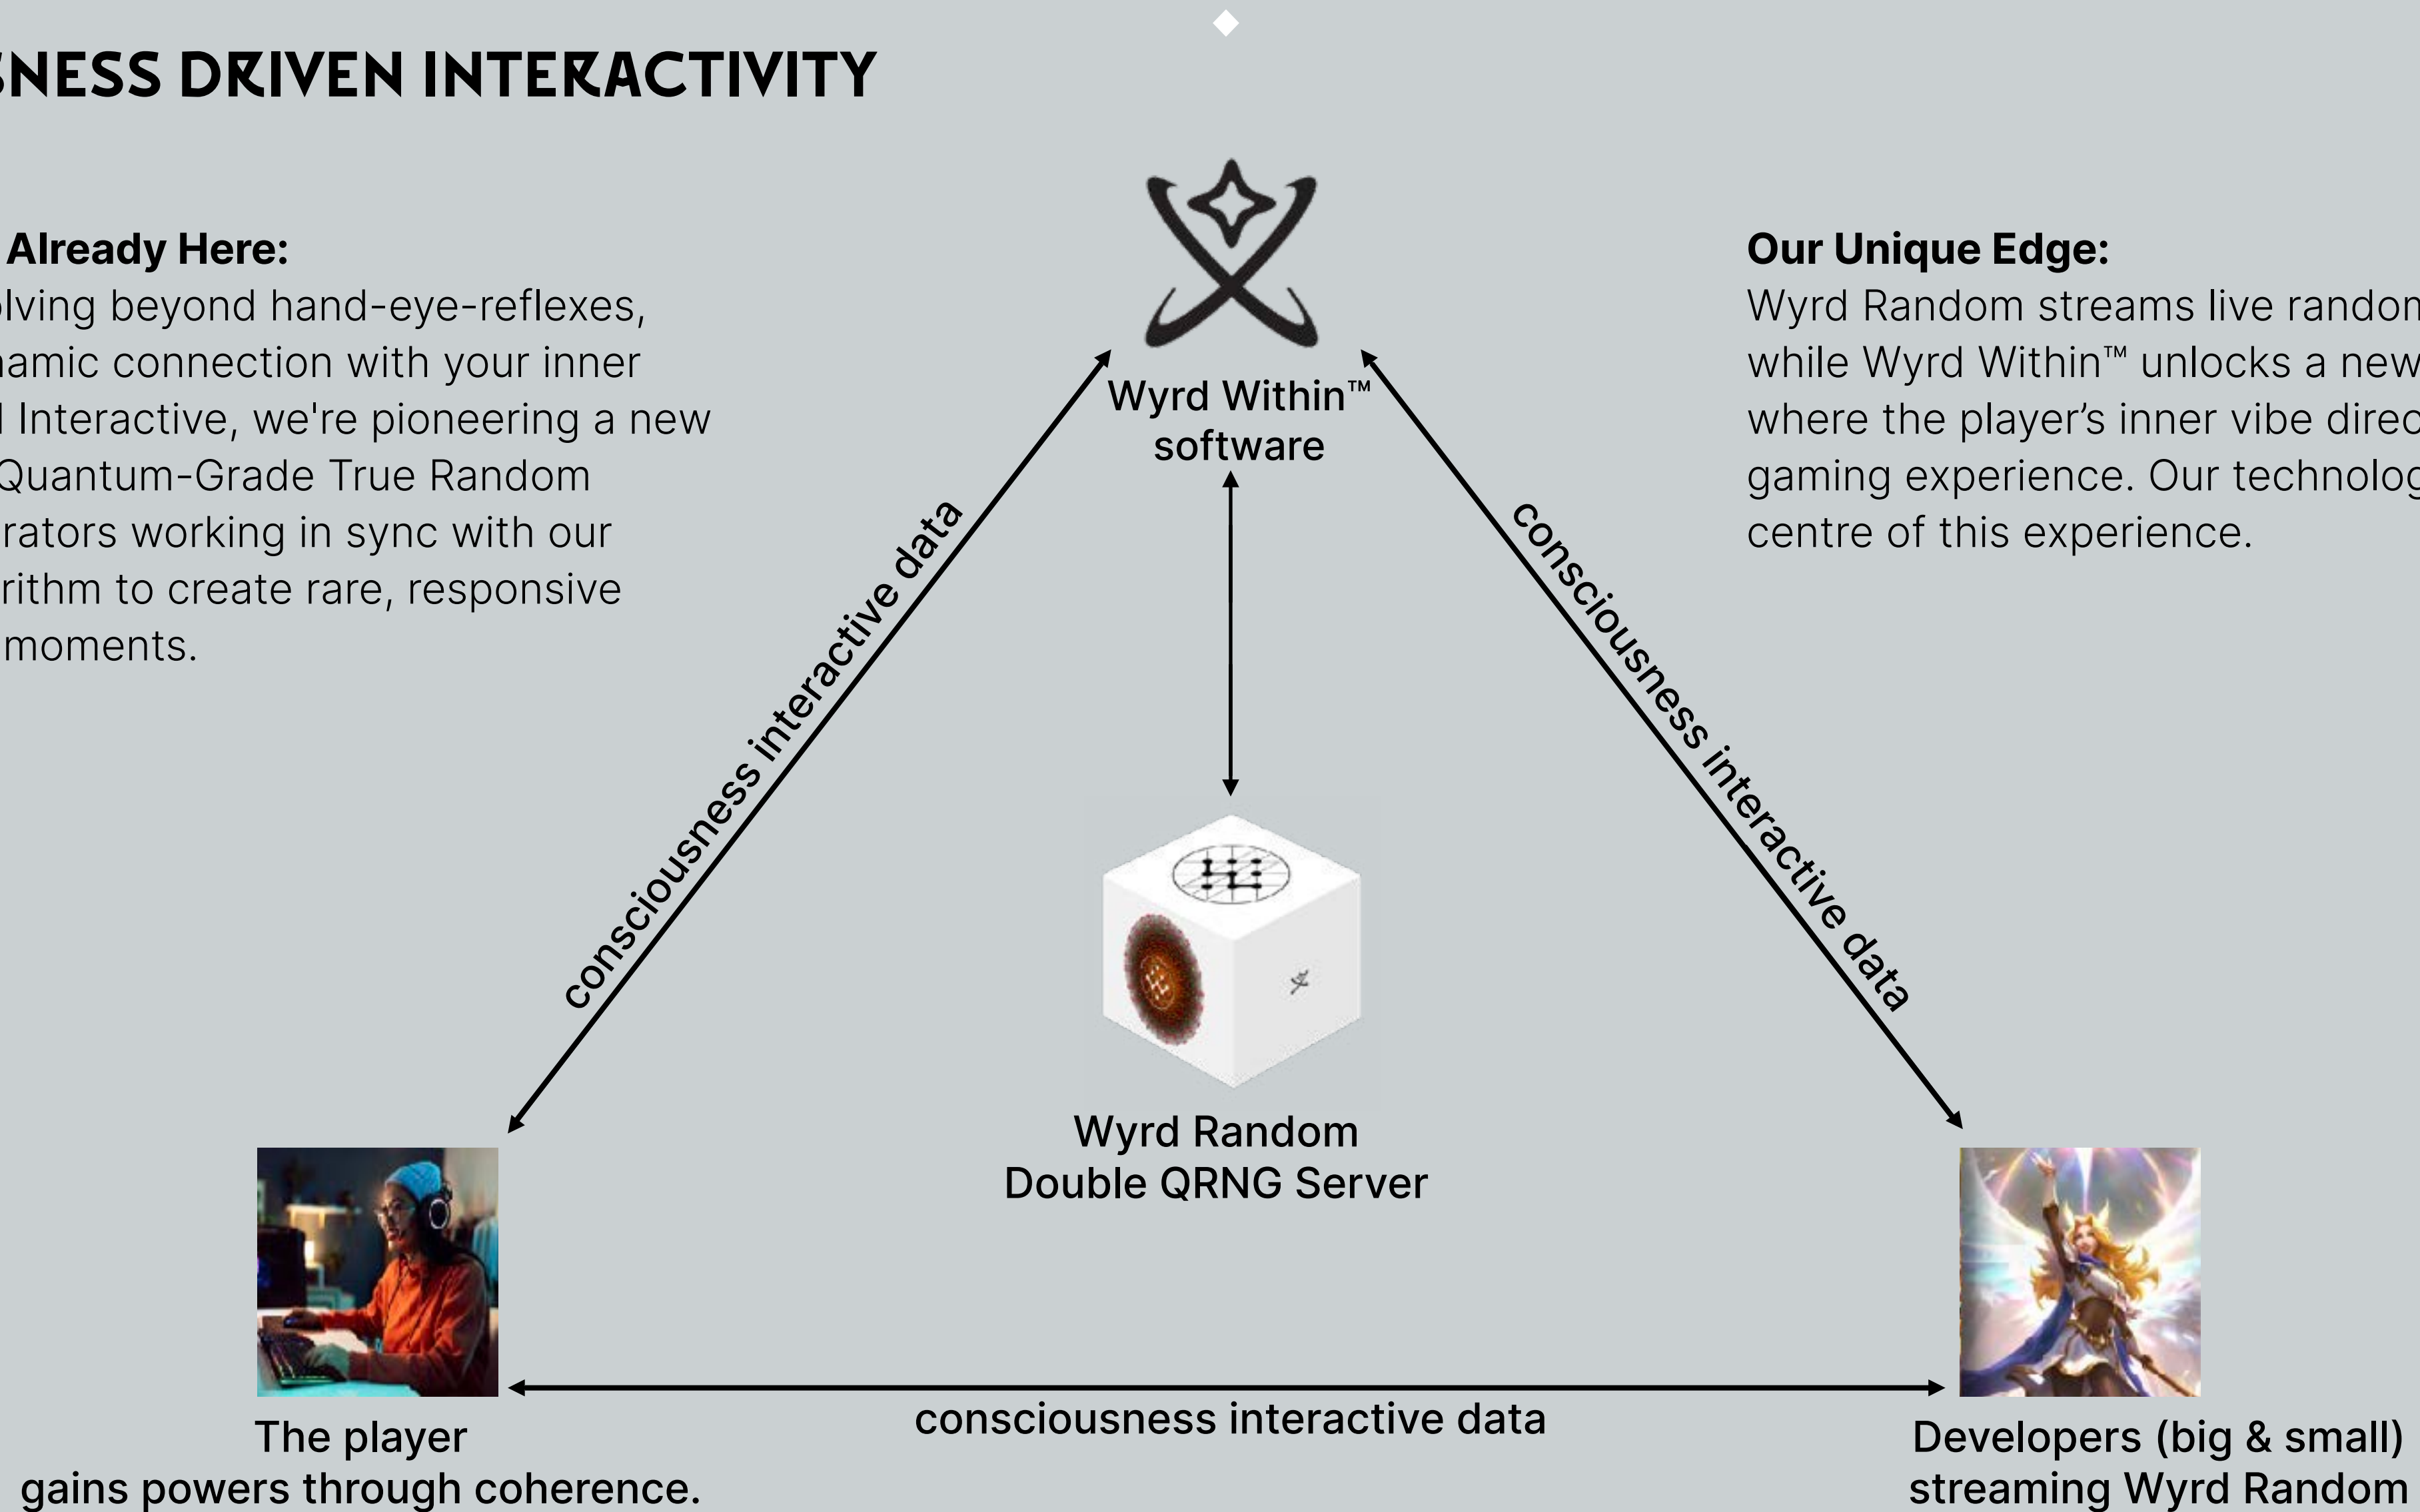 SNESS DRIVEN INTERACTIVITY
Already Here:
lving beyond hand-eye-reflexes,
namic connection with your inner
Interactive, we're pioneering a new
Quantum-Grade True Random
rators working in sync with our
rithm to create rare, responsive
moments.
Wyrd Within™
software
Our Unique Edge:
Wyrd Random streams live random
while Wyrd Within™ unlocks a new
where the player’s inner vibe direc
gaming experience. Our technolog
centre of this experience.
consciousness interactive data
consciousness interactive data
Wyrd Random
Double QRNG Server
consciousness interactive data
The player
gains powers through coherence.
Developers (big & small)
streaming Wyrd Random